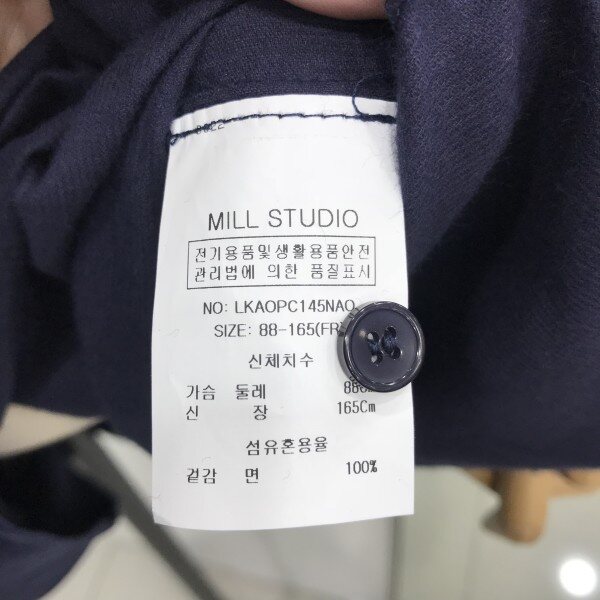 MILL STUDIO
전기용품및생활용품안전
관리법에 의한 품질표시
NO: LKAOPC145NAO
SIZE: 88-165(FR
신체치수
가슴 둘레
신 장 165Cm
섬유혼용율
겉감 면 100%